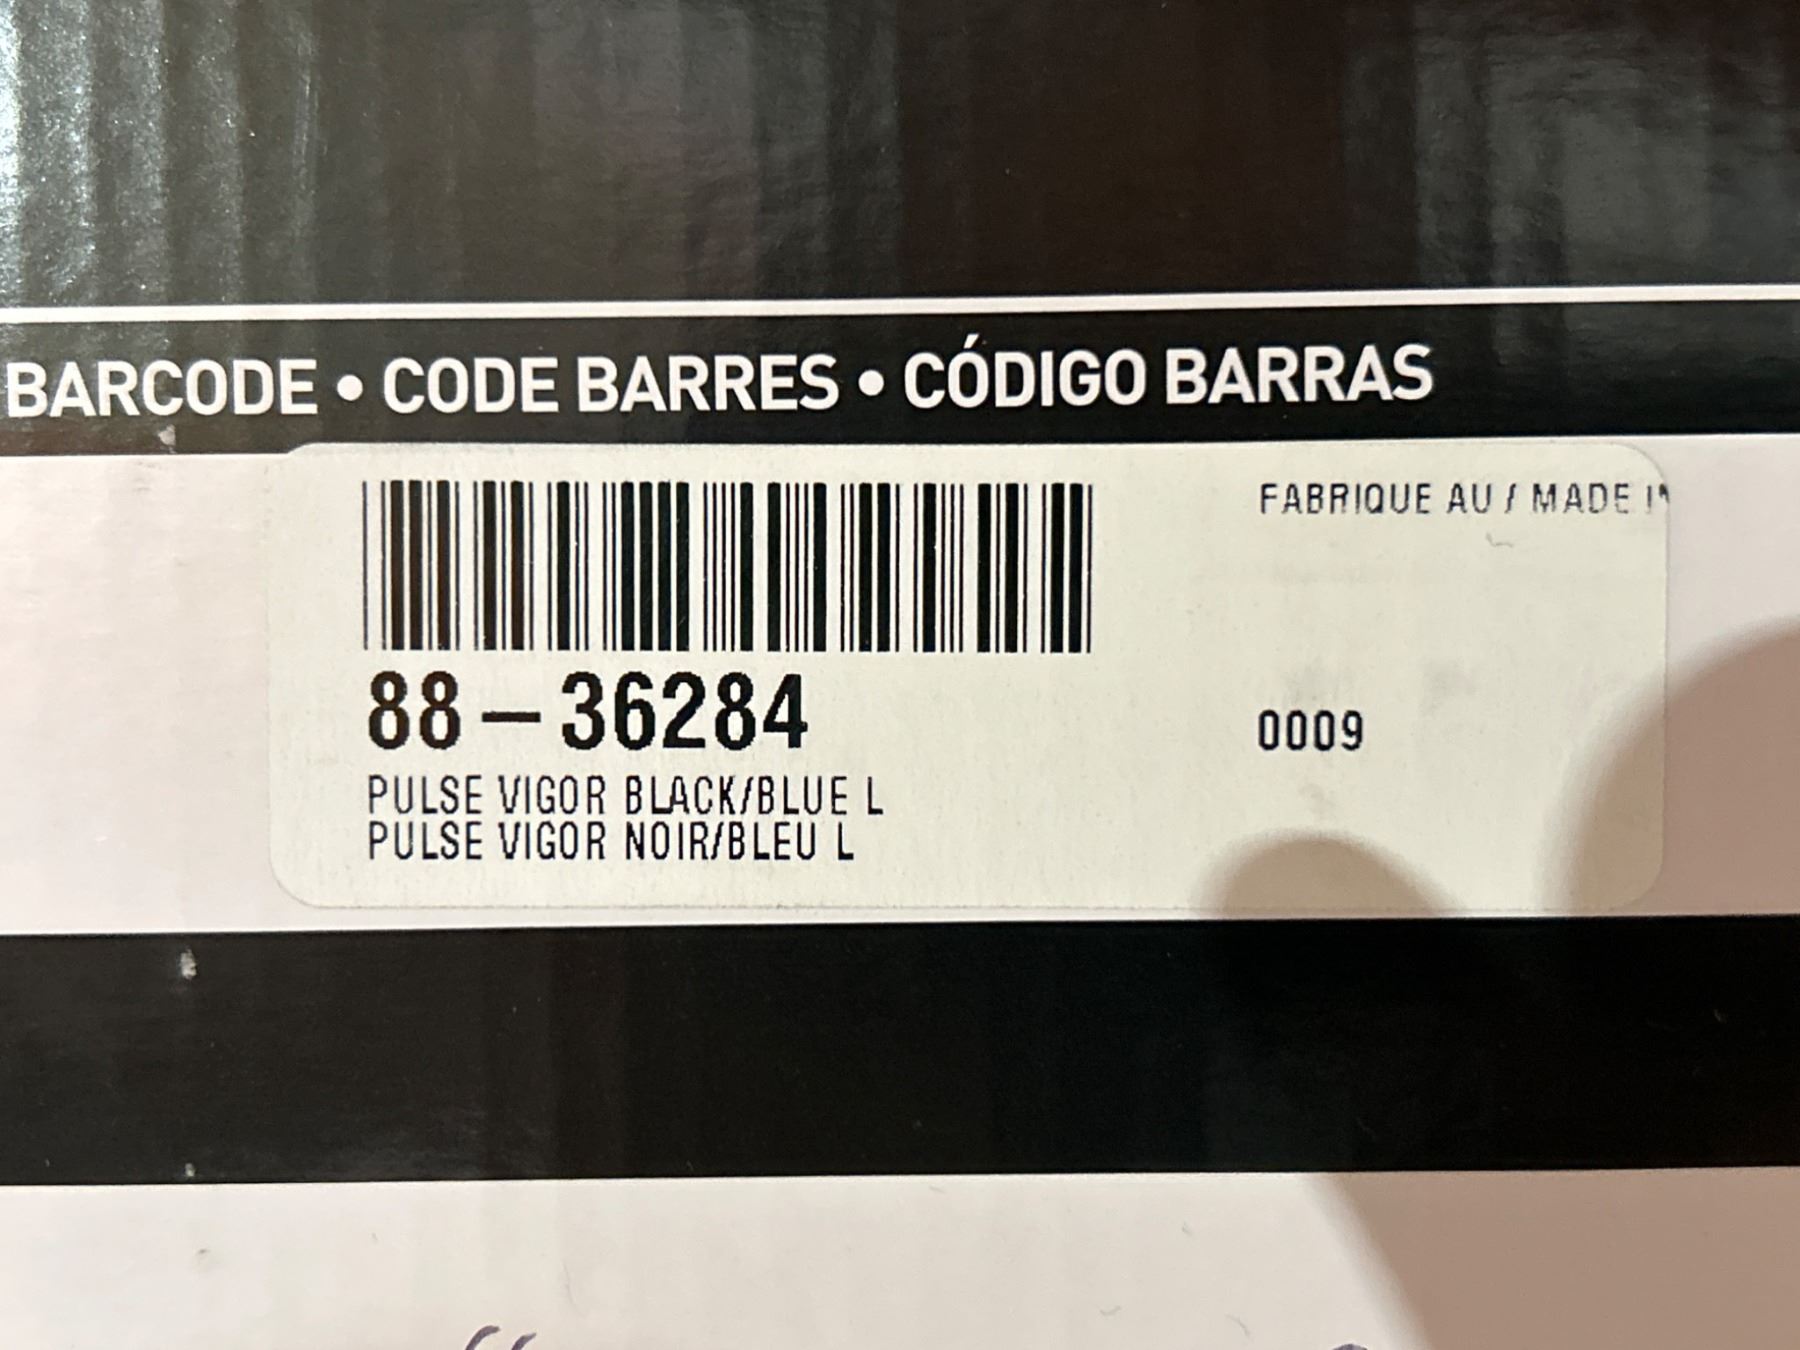 BARCODE • CODE BARRES • CÓDIGO BARRAS
FABRIQUE AU / MADE
88-36284
0009
PULSE VIGOR BLACK/BLUE L
PULSE VIGOR NOIR/BLEU L